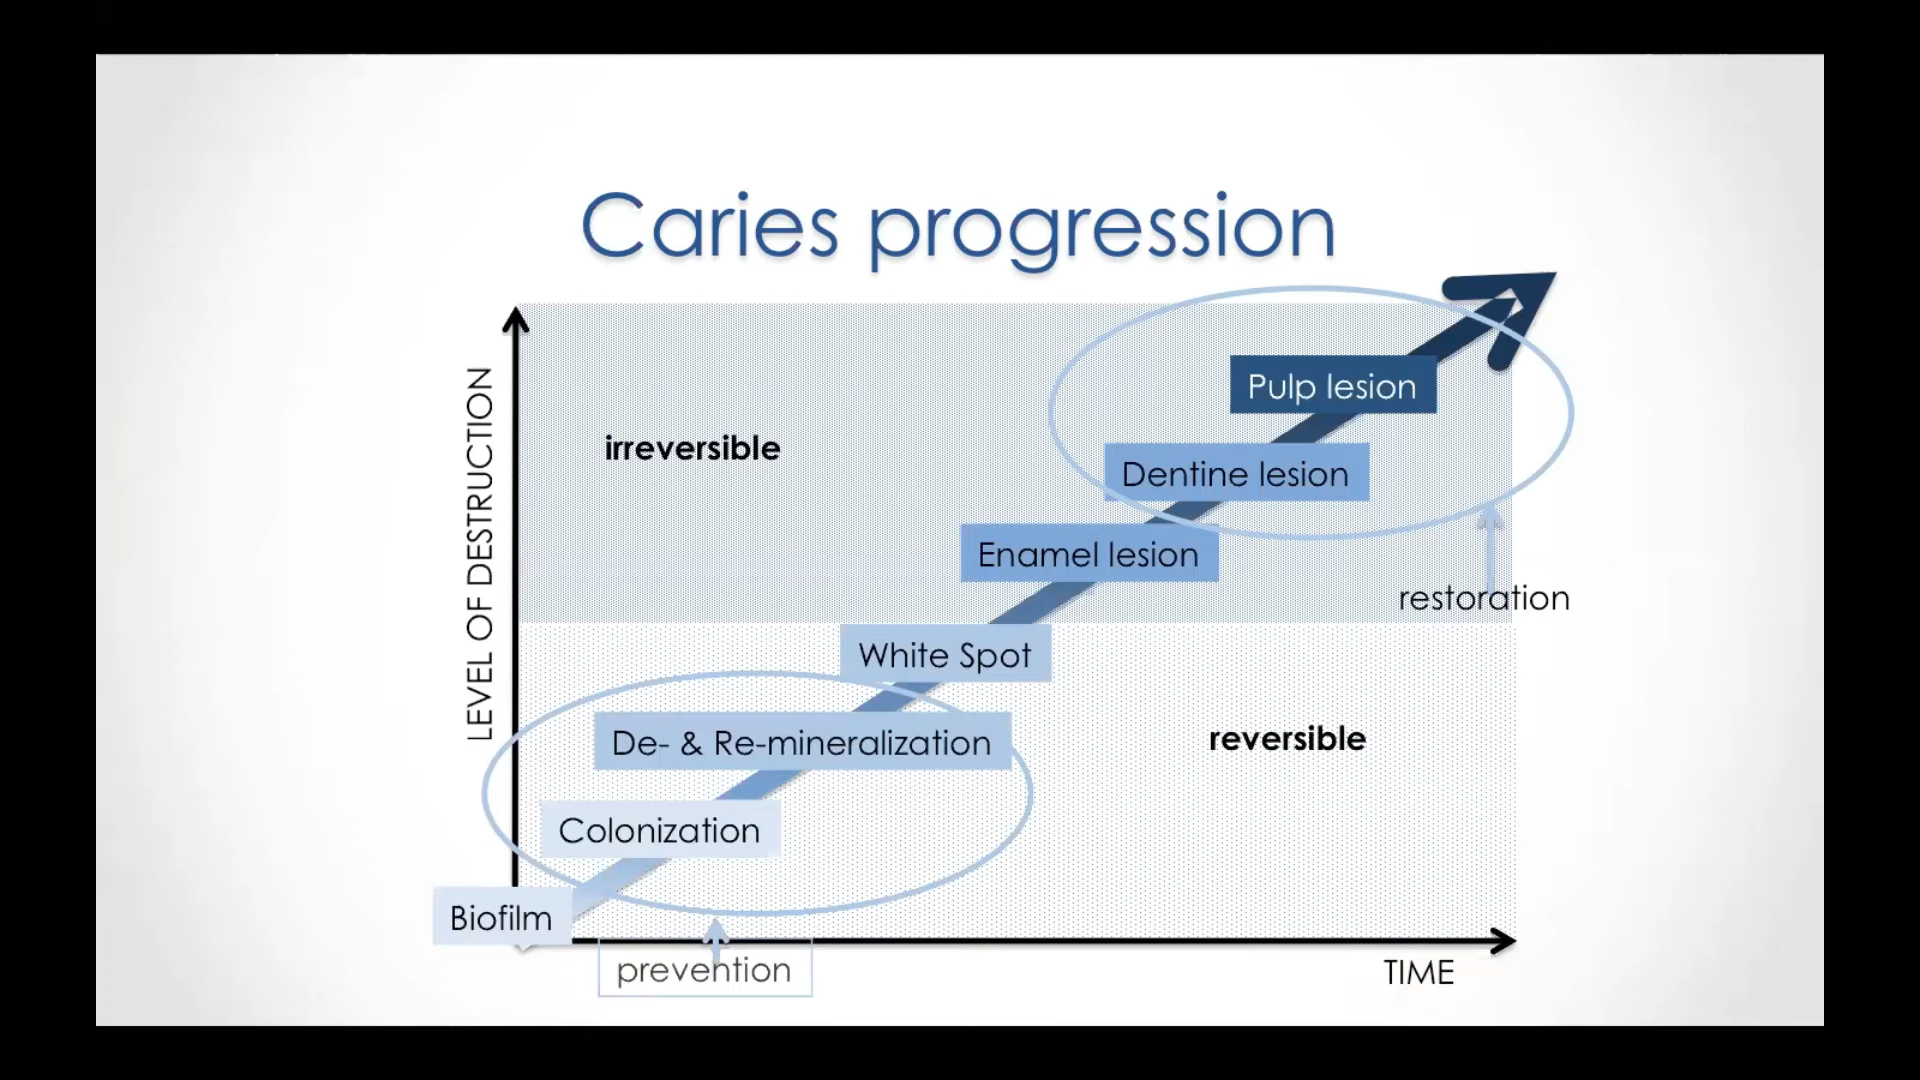 Caries progression
LEVEL OF DESTRUCTION
Pulp lesion
irreversible
Dentine lesion
Enamel lesion
restoration
White Spot
De- & Re-mineralization
reversible
Colonization
Biofilm
prevention
TIME